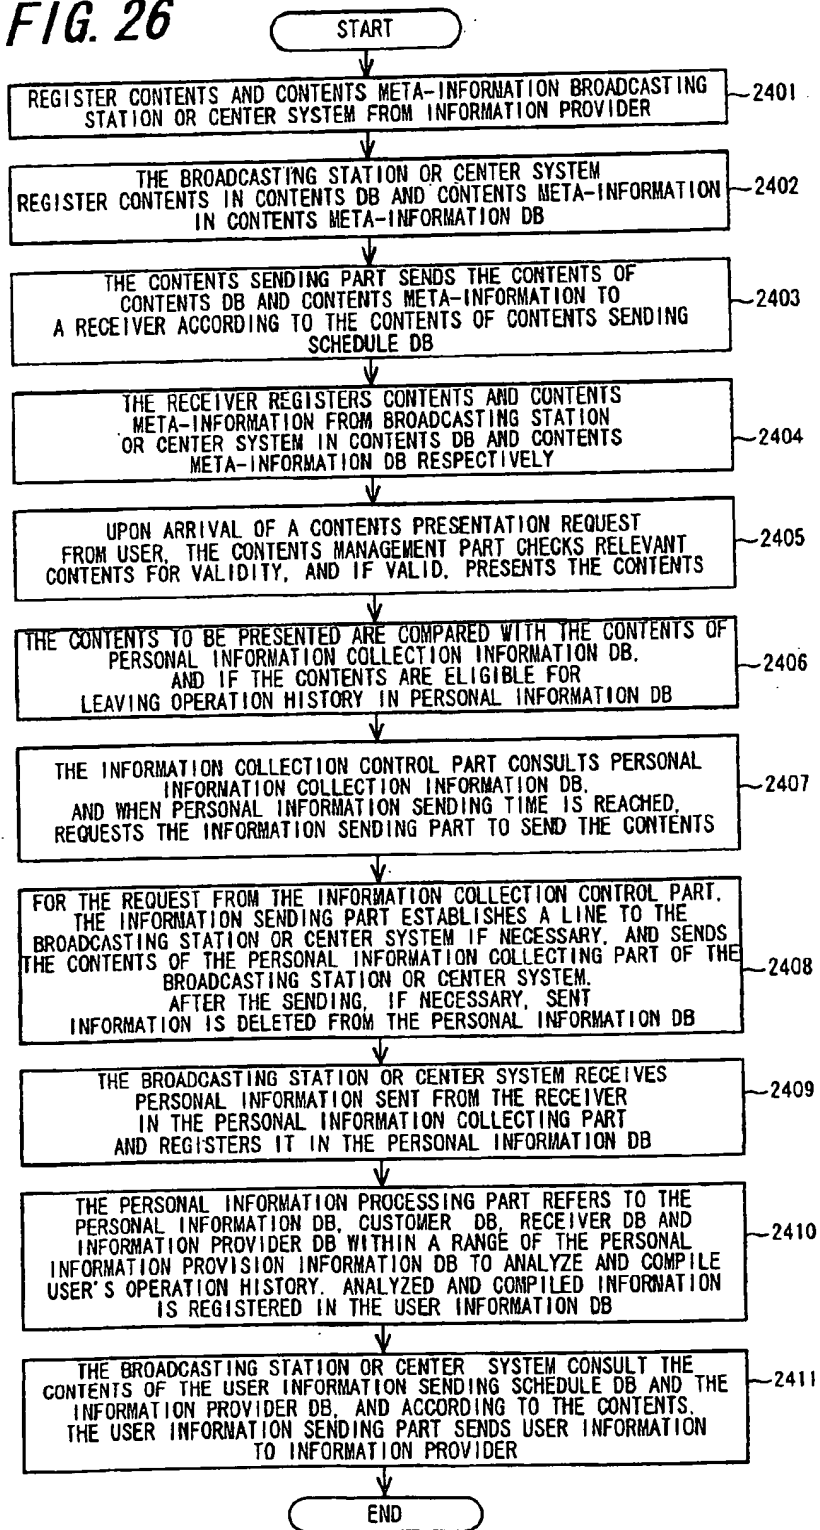 FIG. 26
START
REGISTER CONTENTS AND CONTENTS META-INFORMATION BROADCASTING
STATION OR CENTER SYSTEM FROM INFORMATION PROVIDER
2401
THE BROADCASTING STATION OR CENTER SYSTEM
REGISTER CONTENTS IN CONTENTS DB AND CONTENTS META-INFORMATION
IN CONTENTS META-INFORMATION DB
2402
THE CONTENTS SENDING PART SENDS THE CONTENTS OF
CONTENTS DB AND CONTENTS META-INFORMATION TO
A RECEIVER ACCORDING TO THE CONTENTS OF CONTENTS SENDING
SCHEDULE DB
2403
THE RECEIVER REGISTERS CONTENTS AND CONTENTS
META-INFORMATION FROM BROADCASTING STATION
OR CENTER SYSTEM IN CONTENTS DB AND CONTENTS
META-INFORMATION DB RESPECTIVELY
2404
UPON ARRIVAL OF A CONTENTS PRESENTATION REQUEST
FROM USER, THE CONTENTS MANAGEMENT PART CHECKS RELEVANT
CONTENTS FOR VALIDITY, AND IF VALID, PRESENTS THE CONTENTS
2405
THE CONTENTS TO BE PRESENTED ARE COMPARED WITH THE CONTENTS OF
PERSONAL INFORMATION COLLECTION INFORMATION DB,
AND IF THE CONTENTS ARE ELIGIBLE FOR
LEAVING OPERATION HISTORY IN PERSONAL INFORMATION DB
2406
THE INFORMATION COLLECTION CONTROL PART CONSULTS PERSONAL
INFORMATION COLLECTION INFORMATION DB,
AND WHEN PERSONAL INFORMATION SENDING TIME IS REACHED,
REQUESTS THE INFORMATION SENDING PART TO SEND THE CONTENTS
2407
FOR THE REQUEST FROM THE INFORMATION COLLECTION CONTROL PART,
THE INFORMATION SENDING PART ESTABLISHES A LINE TO THE
BROADCASTING STATION OR CENTER SYSTEM IF NECESSARY, AND SENDS
THE CONTENTS OF THE PERSONAL INFORMATION COLLECTING PART OF THE
BROADCASTING STATION OR CENTER SYSTEM.
AFTER THE SENDING, IF NECESSARY, SENT
INFORMATION IS DELETED FROM THE PERSONAL INFORMATION DB
2408
THE BROADCASTING STATION OR CENTER SYSTEM RECEIVES
PERSONAL INFORMATION SENT FROM THE RECEIVER
IN THE PERSONAL INFORMATION COLLECTING PART
AND REGISTERS IT IN THE PERSONAL INFORMATION DB
2409
THE PERSONAL INFORMATION PROCESSING PART REFERS TO THE
PERSONAL INFORMATION DB, CUSTOMER DB, RECEIVER DB AND
INFORMATION PROVIDER DB WITHIN A RANGE OF THE PERSONAL
INFORMATION PROVISION INFORMATION DB TO ANALYZE AND COMPILE
USER'S OPERATION HISTORY. ANALYZED AND COMPILED INFORMATION
IS REGISTERED IN THE USER INFORMATION DB
2410
THE BROADCASTING STATION OR CENTER SYSTEM CONSULT THE
CONTENTS OF THE USER INFORMATION SENDING SCHEDULE DB AND THE
INFORMATION PROVIDER DB, AND ACCORDING TO THE CONTENTS,
THE USER INFORMATION SENDING PART SENDS USER INFORMATION
TO INFORMATION PROVIDER
2411
END